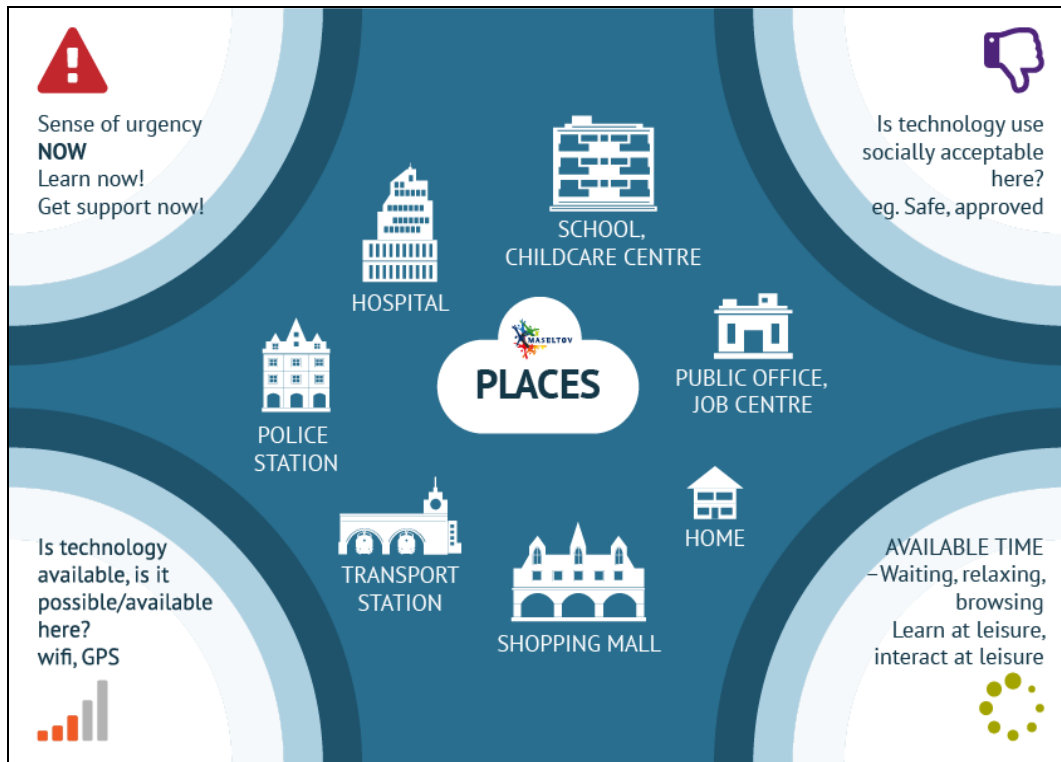 Sense of urgency
NOW
Learn now!
Get support now!
Is technology use
socially acceptable
here?
eg. Safe, approved
SCHOOL,
CHILDCARE CENTRE
HOSPITAL
MASELTOV
PLACES
PUBLIC OFFICE,
JOB CENTRE
POLICE
STATION
HOME
TRANSPORT
STATION
SHOPPING MALL
Is technology
available, is it
possible/available
here?
wifi, GPS
AVAILABLE TIME
–Waiting, relaxing,
browsing
Learn at leisure,
interact at leisure